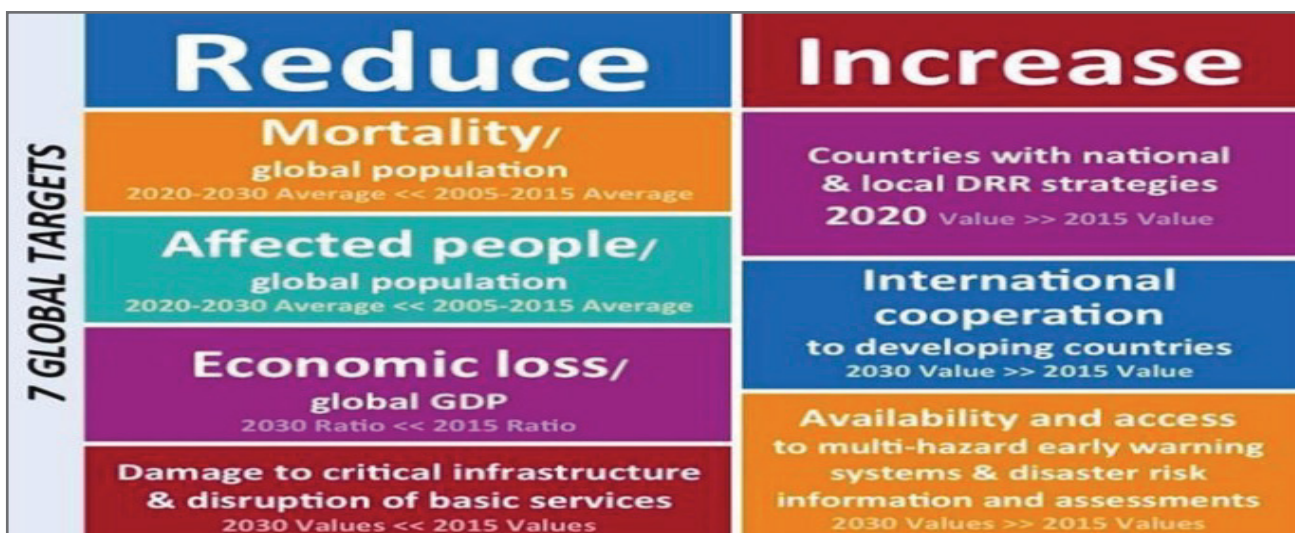 7 GLOBAL TARGETS
Reduce
Mortality/
global population
2020-2030 Average << 2005-2015 Average
Affected people/
global population
2020-2030 Average << 2005-2015 Average
Economic loss/
global GDP
2030 Ratio << 2015 Ratio
Damage to critical infrastructure
& disruption of basic services
2030 Values << 2015 Values
Increase
Countries with national
& local DRR strategies
2020 Value >> 2015 Value
International
cooperation
to developing countries
2030 Value >> 2015 Value
Availability and access
to multi-hazard early warning
systems & disaster risk
information and assessments
2030 Values >> 2015 Values